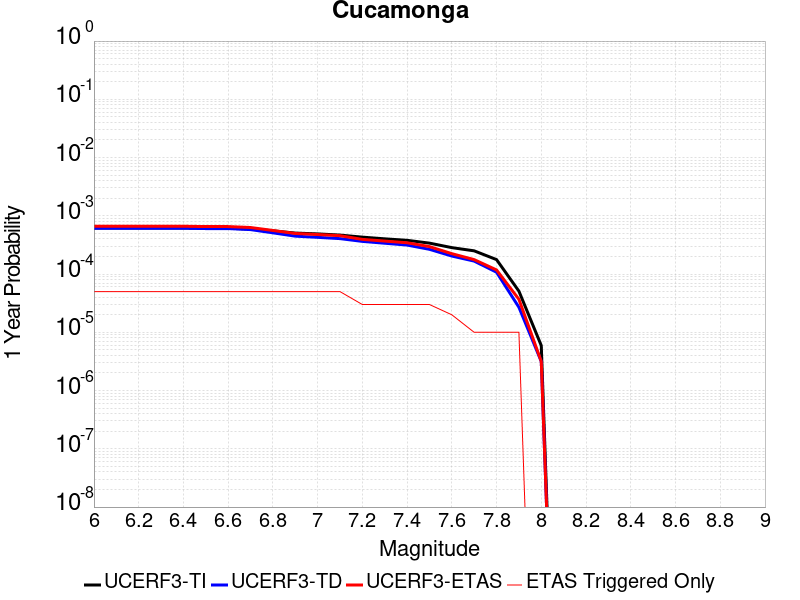 Cucamonga
10^0
10^-1
10^-2
10^-3
10^-4
10^-5
10^-6
10^-7
10^-8
1 Year Probability
6 6.2 6.4 6.6 6.8 7 7.2 7.4 7.6 7.8 8 8.2 8.4 8.6 8.8 9
Magnitude
UCERF3-TI UCERF3-TD UCERF3-ETAS ETAS Triggered Only